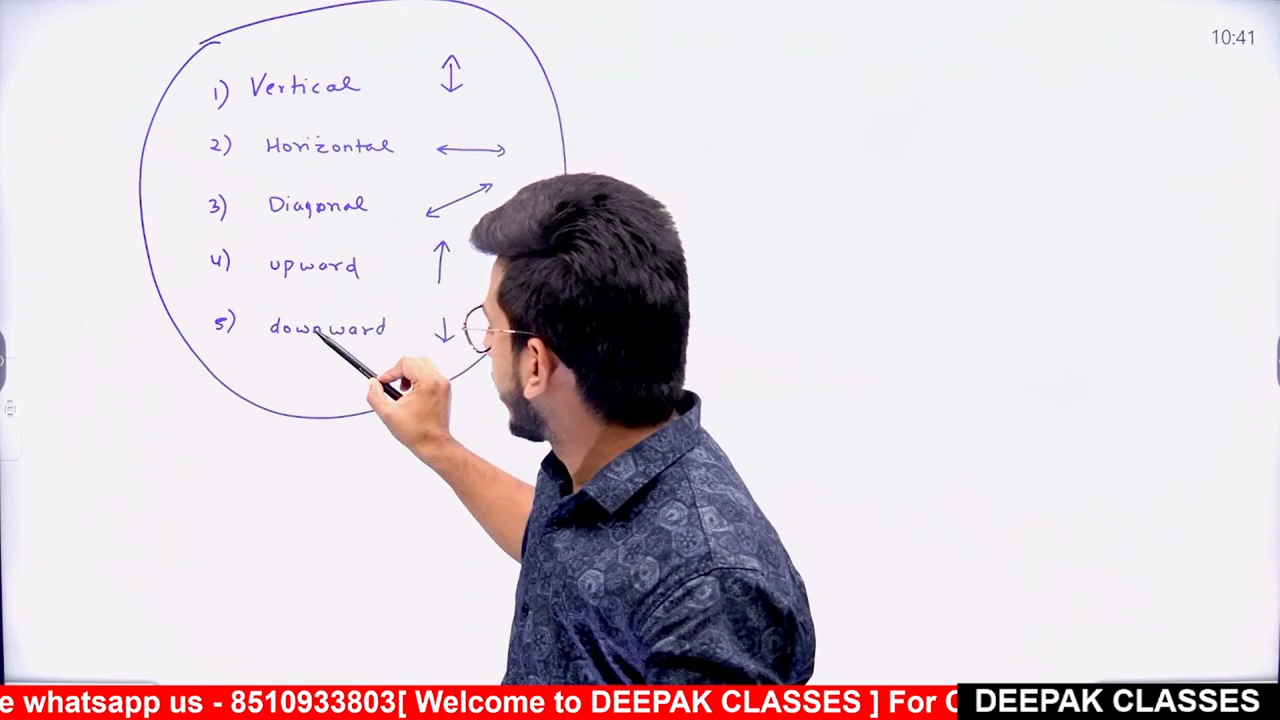 10:41
1) Vertical ↕
2) Horizontal ↔
3) Diagonal ⤢
4) upward ↑
5) downward ↓
e whatsapp us - 8510933803[ Welcome to DEEPAK CLASSES ] For
DEEPAK CLASSES